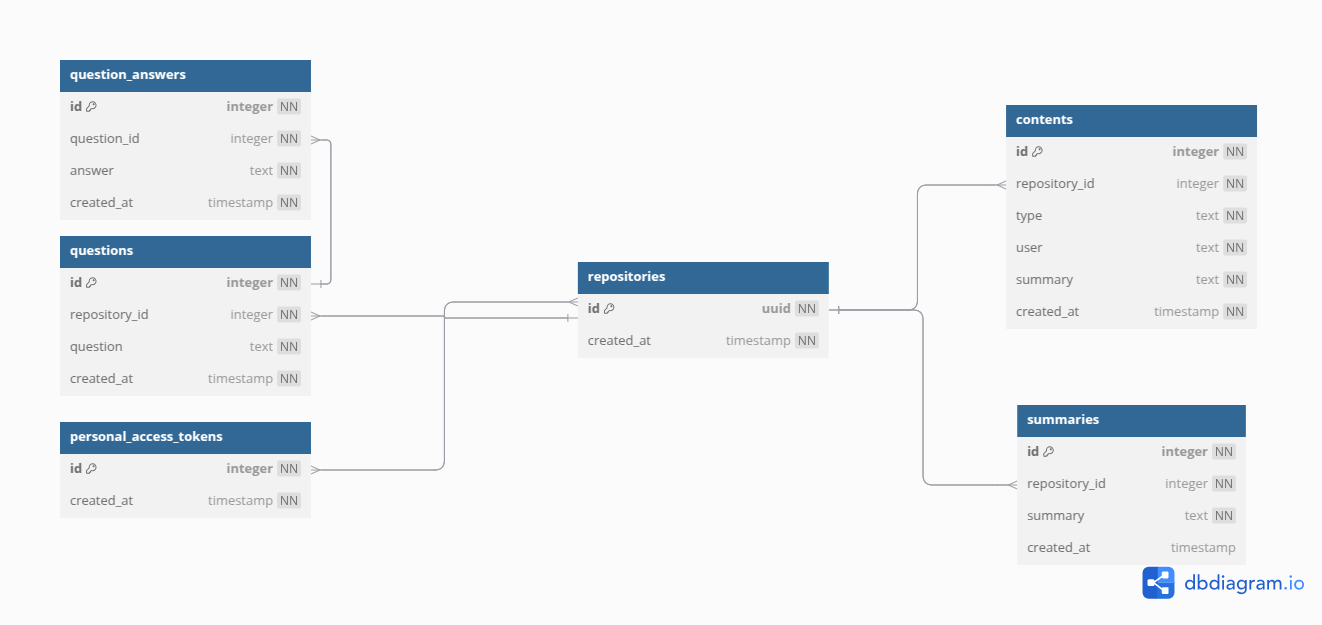 question_answers
id integer NN
question_id integer NN
answer text NN
created_at timestamp NN
questions
id integer NN
repository_id integer NN
question text NN
created_at timestamp NN
personal_access_tokens
id integer NN
created_at timestamp NN
repositories
id uuid NN
created_at timestamp NN
contents
id integer NN
repository_id integer NN
type text NN
user text NN
summary text NN
created_at timestamp NN
summaries
id integer NN
repository_id integer NN
summary text NN
created_at timestamp
dbdiagram.io